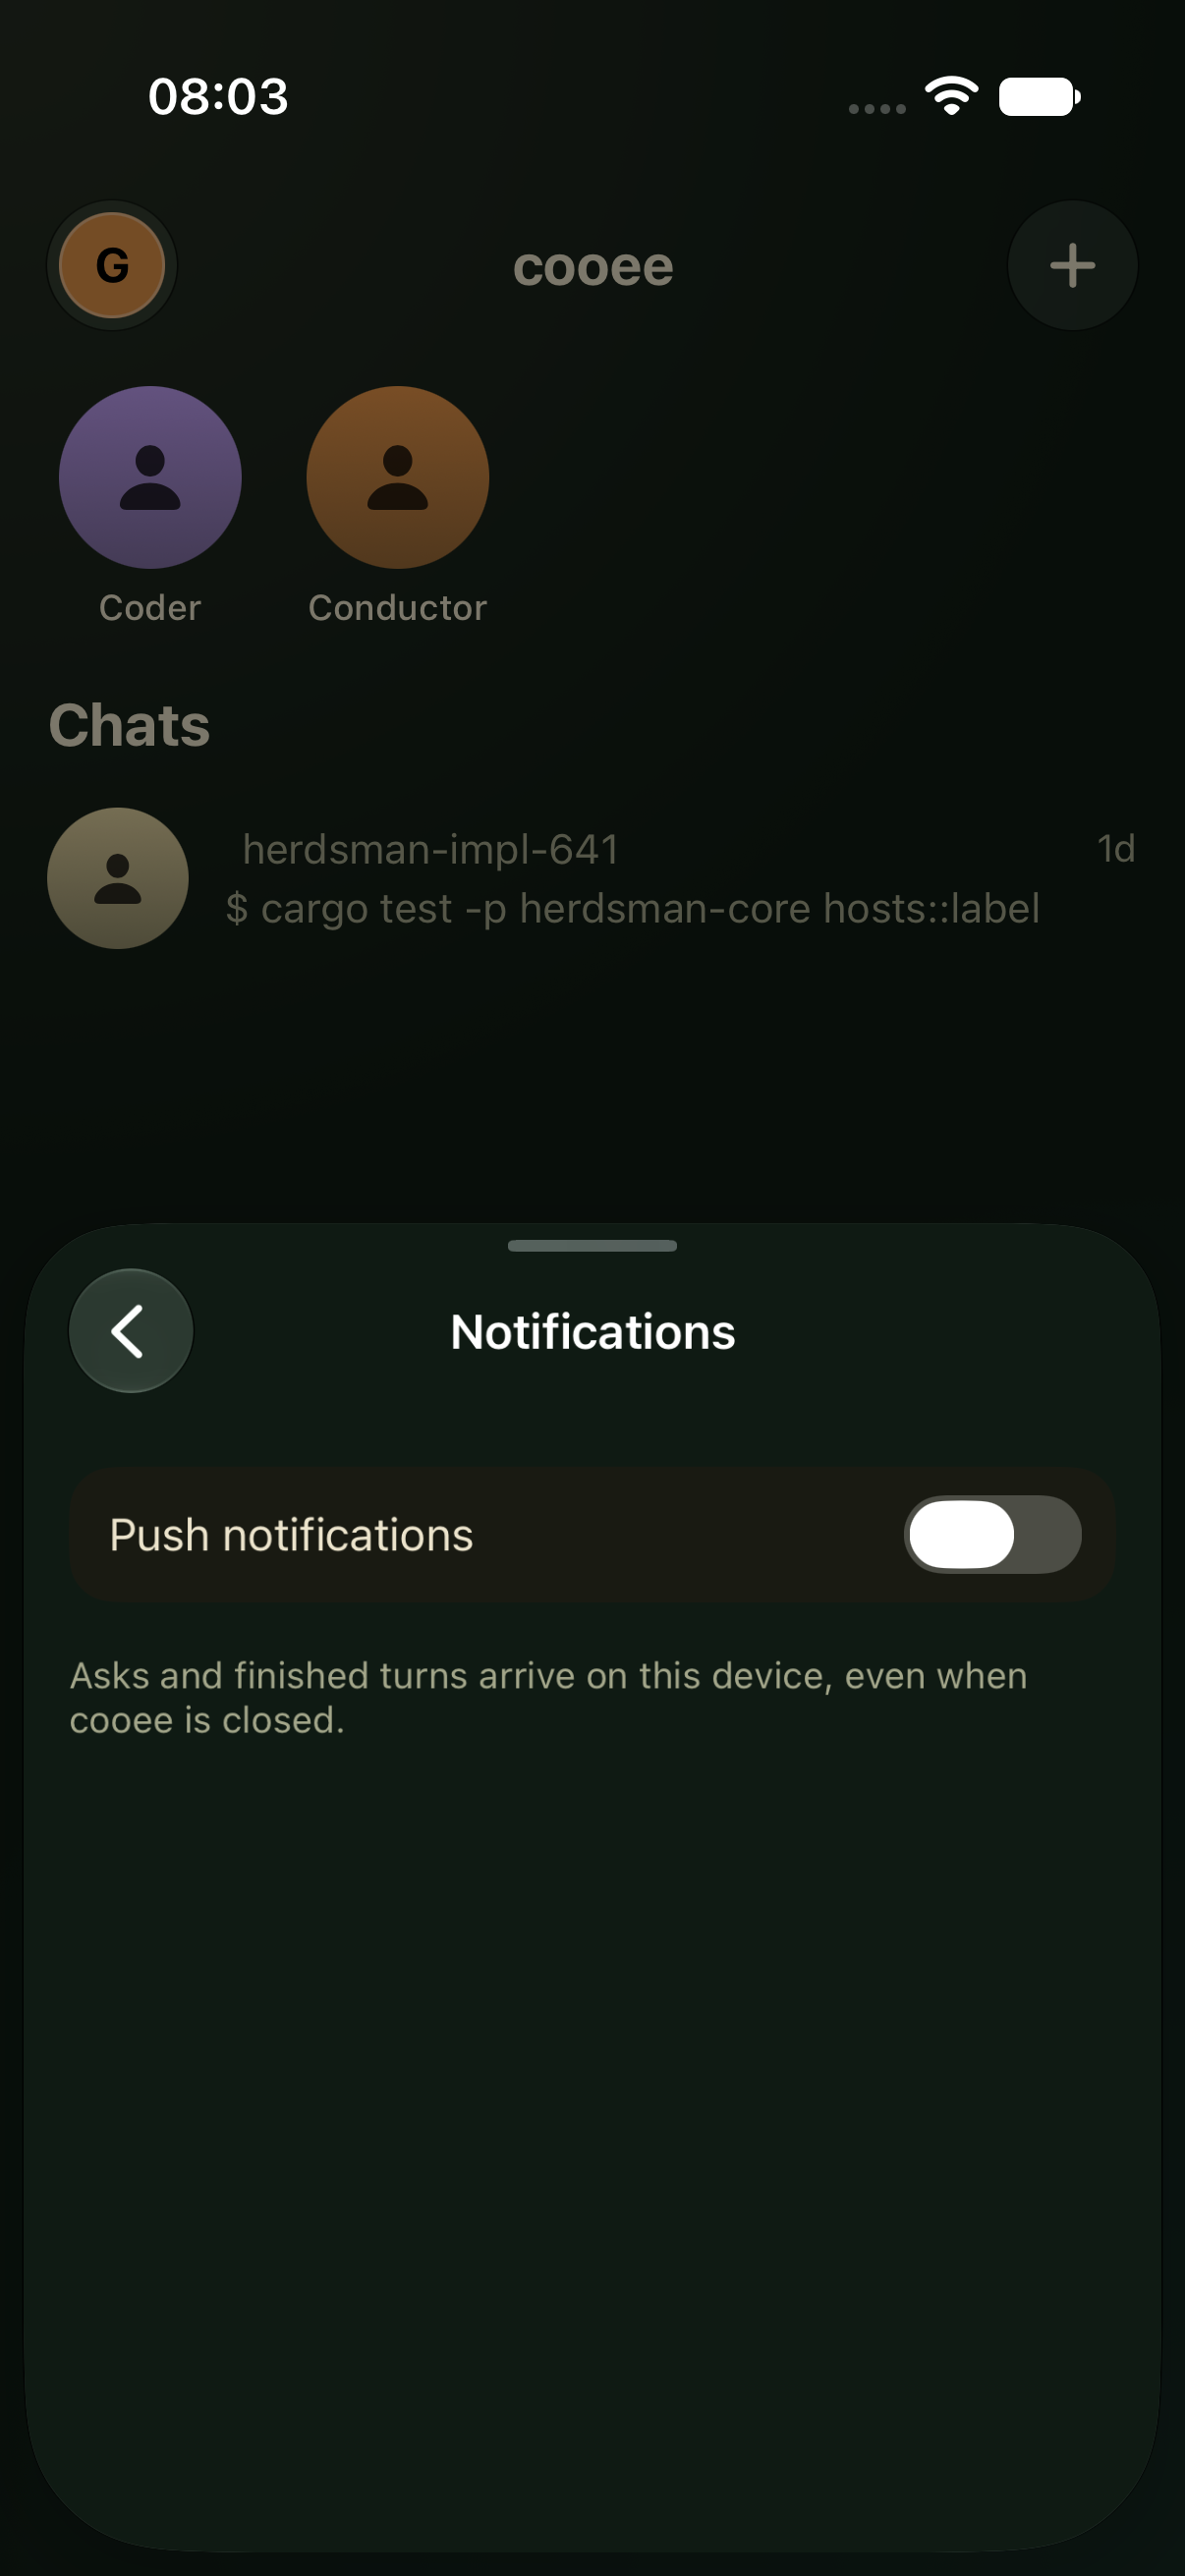 08:03
G
cooee
Coder
Conductor
Chats
herdsman-impl-641
1d
$ cargo test -p herdsman-core hosts::label
Notifications
Push notifications
Asks and finished turns arrive on this device, even when
cooee is closed.